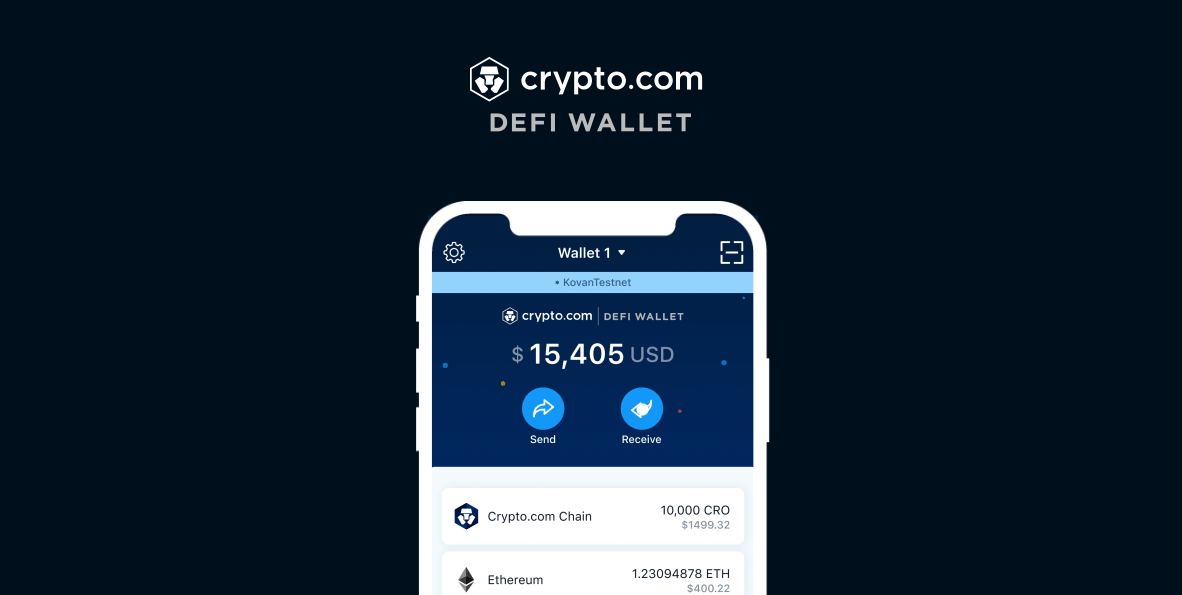 crypto.com
DEFI WALLET
Wallet 1
• KovanTestnet
crypto.com | DEFI WALLET
$ 15,405 USD
Send
Receive
Crypto.com Chain
10,000 CRO
$1499.32
Ethereum
1.23094878 ETH
$400.22